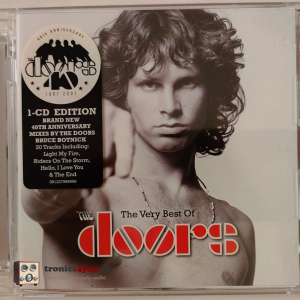 40TH ANNIVERSARY
the doors
1967-2007
1-CD EDITION
BRAND NEW
40TH ANNIVERSARY
MIXES BY THE DOORS
BRUCE BOTNICK
20 Tracks Including:
Light My Fire,
Riders On The Storm,
Hello, I Love You
& The End
The Very Best Of
THE doors